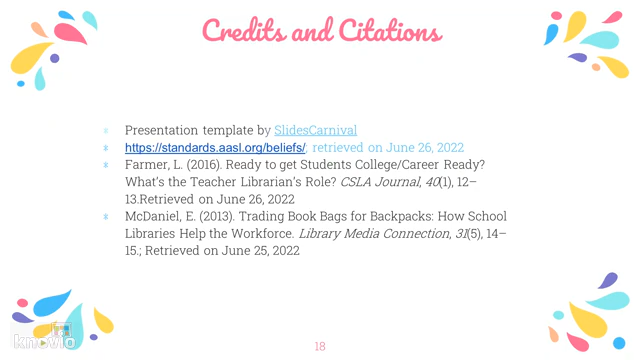 Credits and Citations
Presentation template by SlidesCarnival
https://standards.aasl.org/beliefs/; retrieved on June 26, 2022
Farmer, L. (2016). Ready to get Students College/Career Ready?
What's the Teacher Librarian's Role? CSLA Journal, 40(1), 12–
13.Retrieved on June 26, 2022
McDaniel, E. (2013). Trading Book Bags for Backpacks: How School
Libraries Help the Workforce. Library Media Connection, 31(5), 14–
15.; Retrieved on June 25, 2022
knovio
18